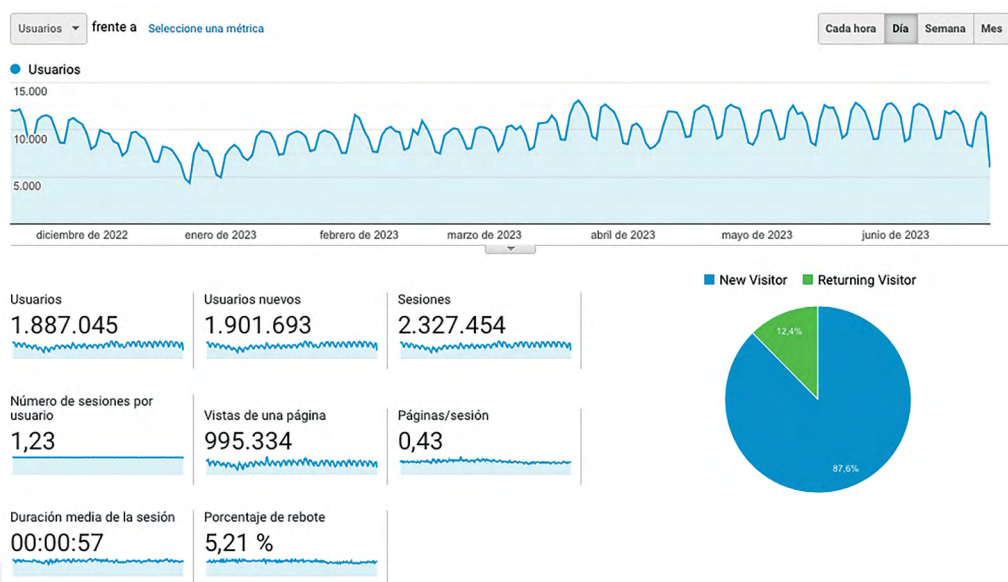 Usuarios frente a Seleccione una métrica
Cada hora Día Semana Mes
Usuarios
15.000
10.000
5.000
diciembre de 2022 enero de 2023 febrero de 2023 marzo de 2023 abril de 2023 mayo de 2023 junio de 2023
New Visitor Returning Visitor
Usuarios
1.887.045
Usuarios nuevos
1.901.693
Sesiones
2.327.454
12,4%
87,6%
Número de sesiones por
usuario
1,23
Vistas de una página
995.334
Páginas/sesión
0,43
Duración media de la sesión
00:00:57
Porcentaje de rebote
5,21 %